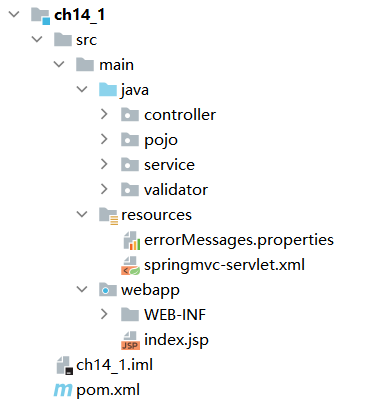 ch14_1
src
main
java
controller
pojo
service
validator
resources
errorMessages.properties
springmvc-servlet.xml
webapp
WEB-INF
JSP index.jsp
ch14_1.iml
m pom.xml